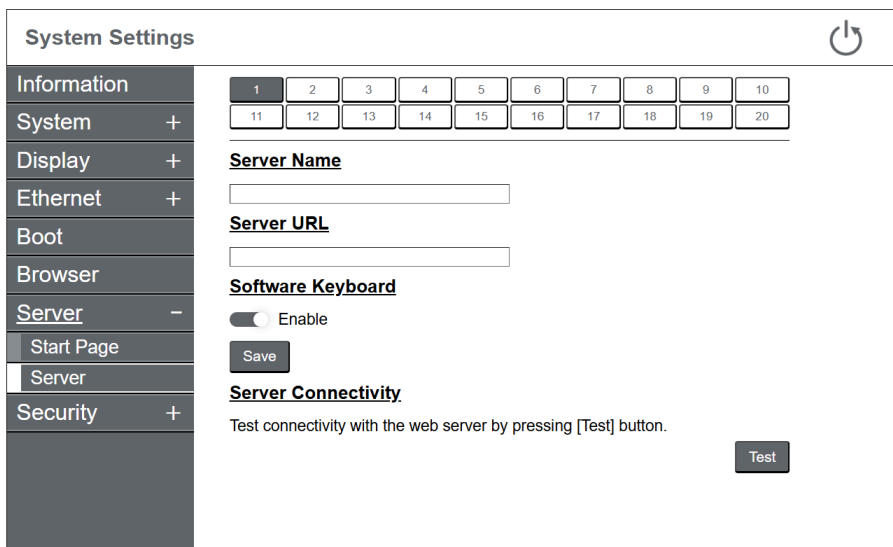 System Settings
Information
System +
Display +
Ethernet +
Boot
Browser
Server −
Start Page
Server
Security +
1 2 3 4 5 6 7 8 9 10
11 12 13 14 15 16 17 18 19 20
Server Name
Server URL
Software Keyboard
Enable
Save
Server Connectivity
Test connectivity with the web server by pressing [Test] button.
Test